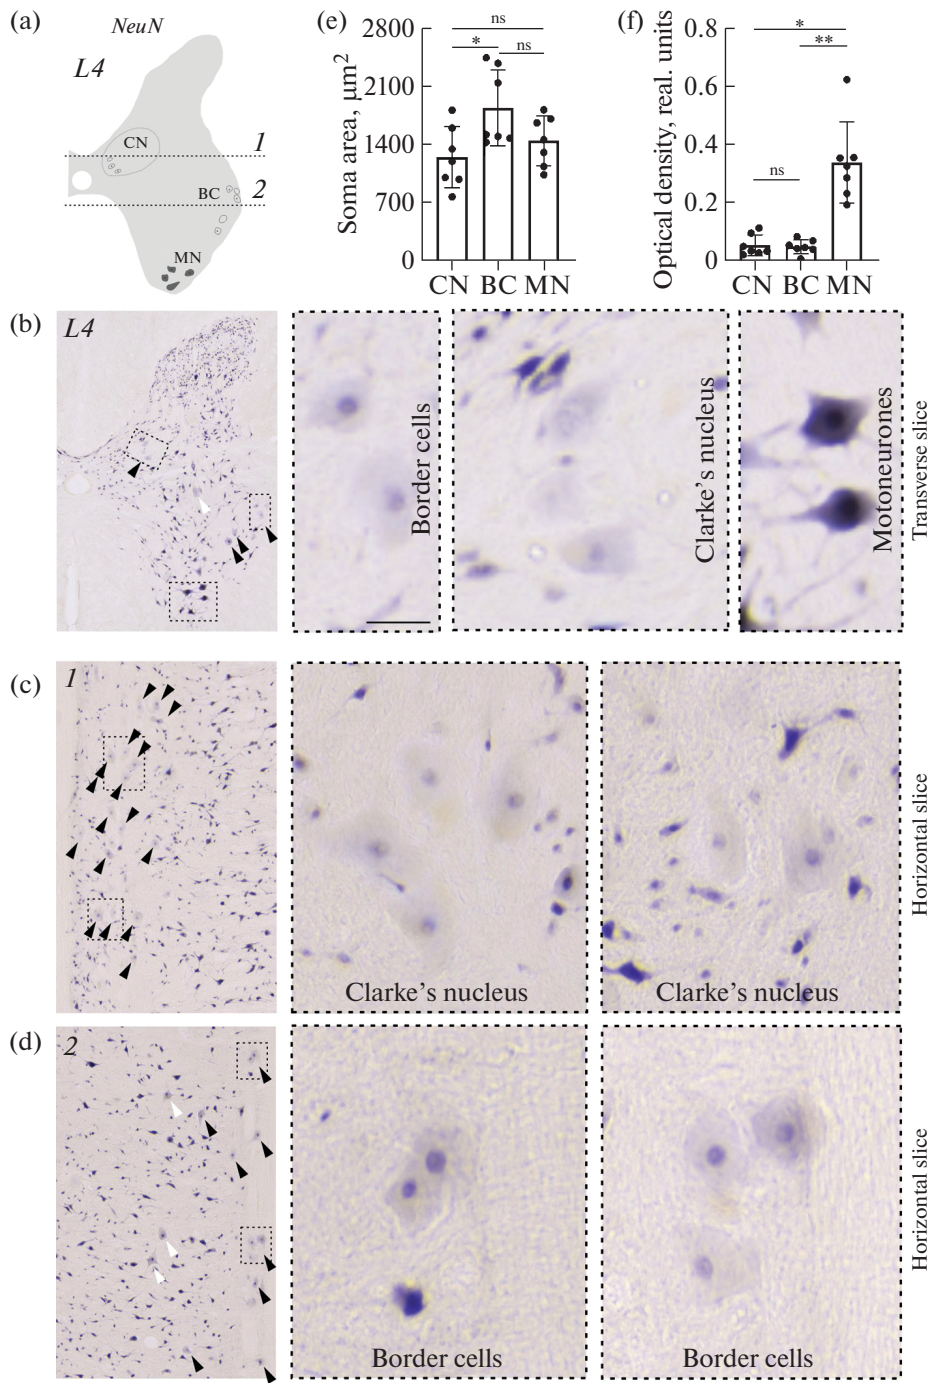 (a)
NeuN
L4
CN
1
BC
2
MN
(e)
ns
* ns
Soma area, μm²
2800
2100
1400
700
0
CN BC MN
(f)
*
**
ns
Optical density, real. units
0.8
0.6
0.4
0.2
0
CN BC MN
(b)
L4
Border cells
Clarke's nucleus
Motoneurones
Transverse slice
(c)
1
Clarke's nucleus
Clarke's nucleus
Horizontal slice
(d)
2
Border cells
Border cells
Horizontal slice